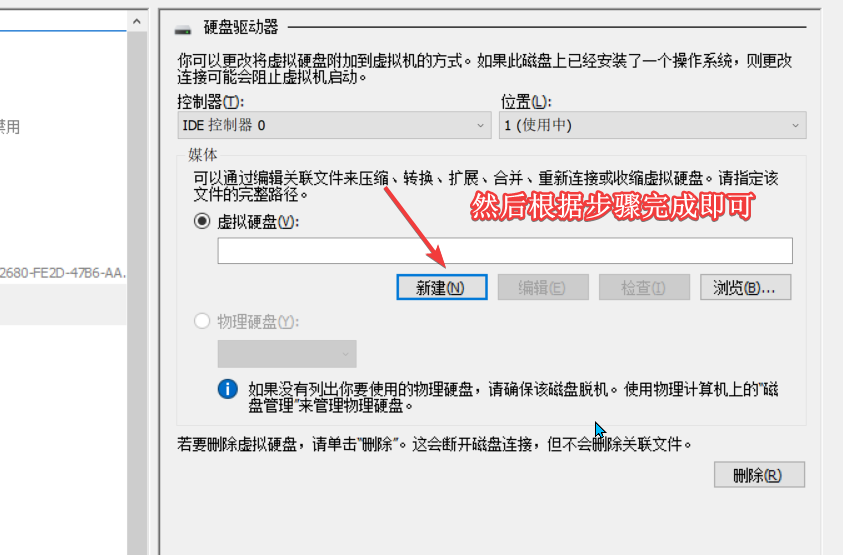 硬盘驱动器
你可以更改将虚拟硬盘附加到虚拟机的方式。如果此磁盘上已经安装了一个操作系统，则更改
连接可能会阻止虚拟机启动。
控制器(T):
位置(L):
IDE 控制器 0
1 (使用中)
禁用
媒体
可以通过编辑关联文件来压缩、转换、扩展、合并、重新连接或收缩虚拟硬盘。请指定该
文件的完整路径。
然后根据步骤完成即可
虚拟硬盘(V):
2680-FE2D-47B6-AA.
新建(N)
编辑(E)
检查(I)
浏览(B)...
物理硬盘(Y):
如果没有列出你要使用的物理硬盘，请确保该磁盘脱机。使用物理计算机上的"磁
盘管理"来管理物理硬盘。
若要删除虚拟硬盘，请单击"删除"。这会断开磁盘连接，但不会删除关联文件。
删除(R)